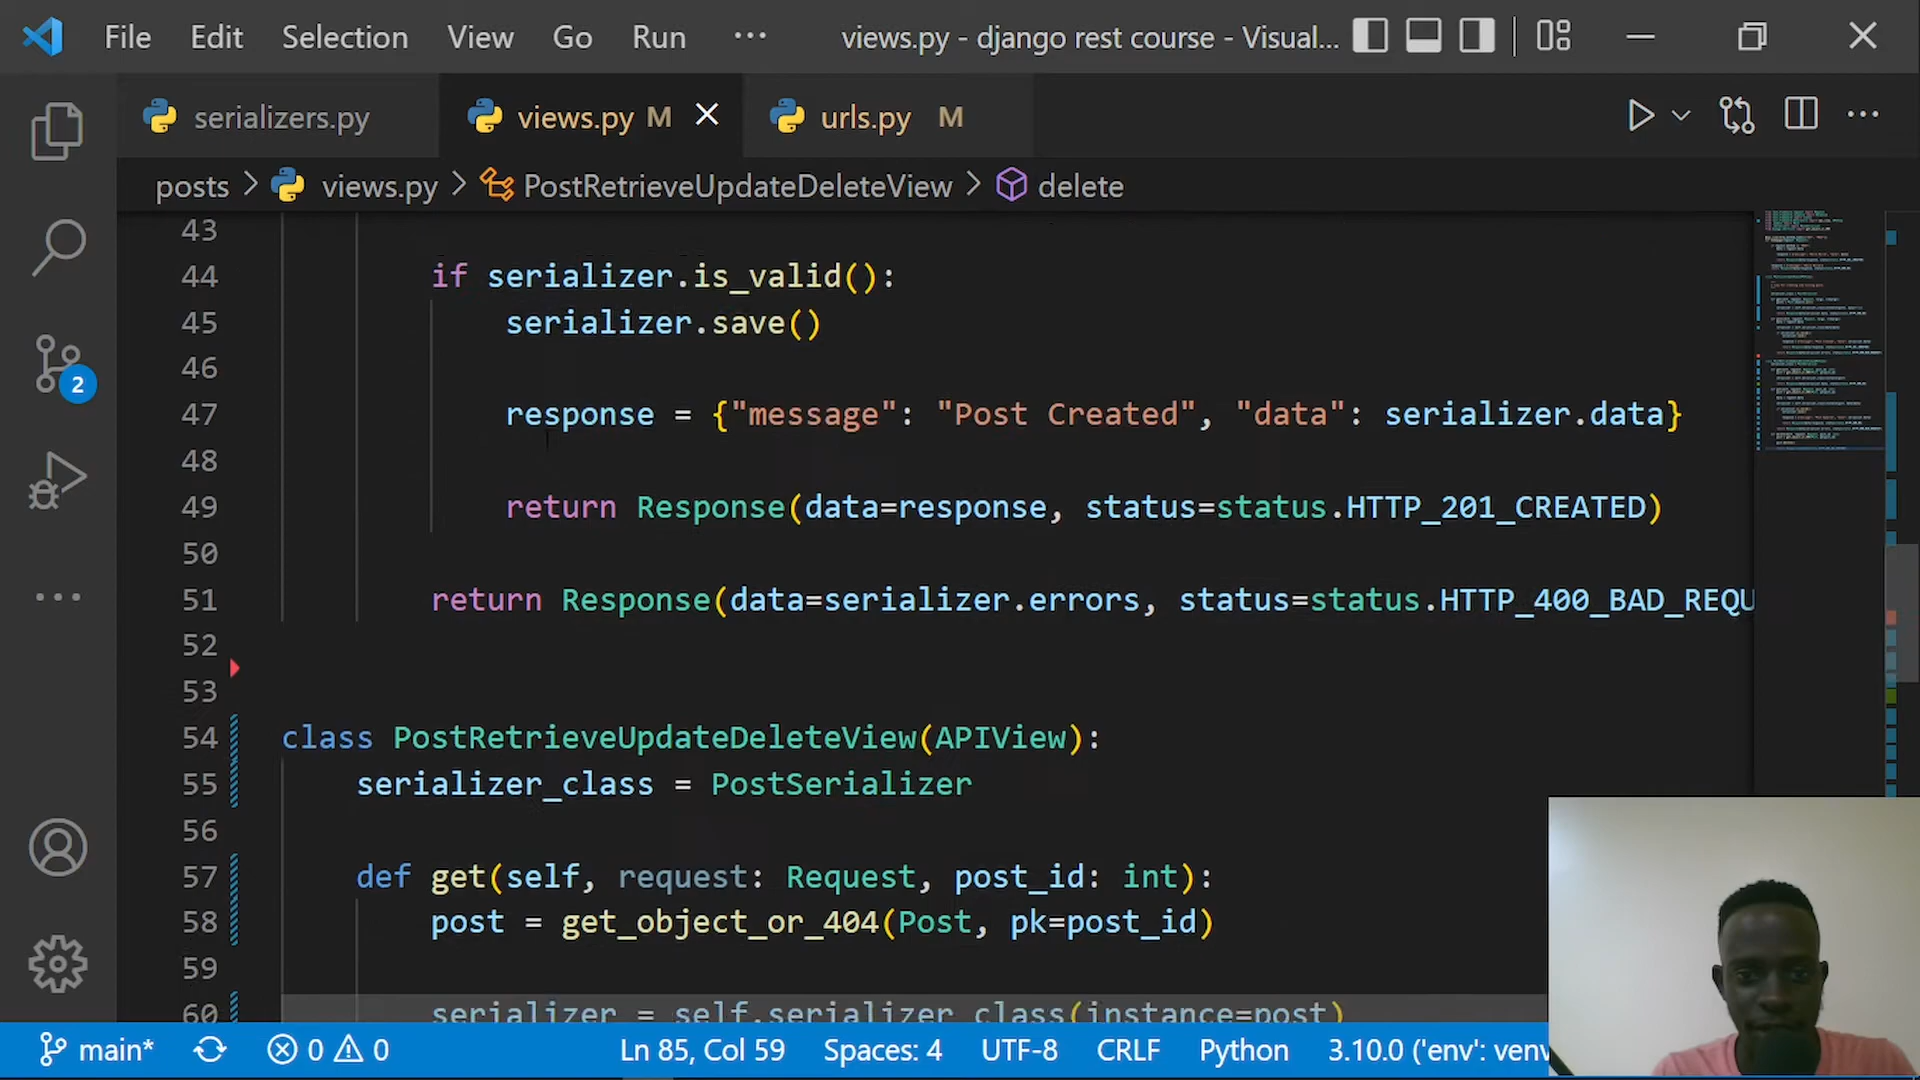 File Edit Selection View Go Run ··· views.py - django rest course - Visual...
serializers.py views.py M urls.py M
posts > views.py > PostRetrieveUpdateDeleteView > delete
43
44 if serializer.is_valid():
45 serializer.save()
46
47 response = {"message": "Post Created", "data": serializer.data}
48
49 return Response(data=response, status=status.HTTP_201_CREATED)
50
51 return Response(data=serializer.errors, status=status.HTTP_400_BAD_REQU
52
53
54 class PostRetrieveUpdateDeleteView(APIView):
55 serializer_class = PostSerializer
56
57 def get(self, request: Request, post_id: int):
58 post = get_object_or_404(Post, pk=post_id)
59
60 serializer = self.serializer_class(instance=post)
2
main* 0 0 Ln 85, Col 59 Spaces: 4 UTF-8 CRLF Python 3.10.0 ('env': venv